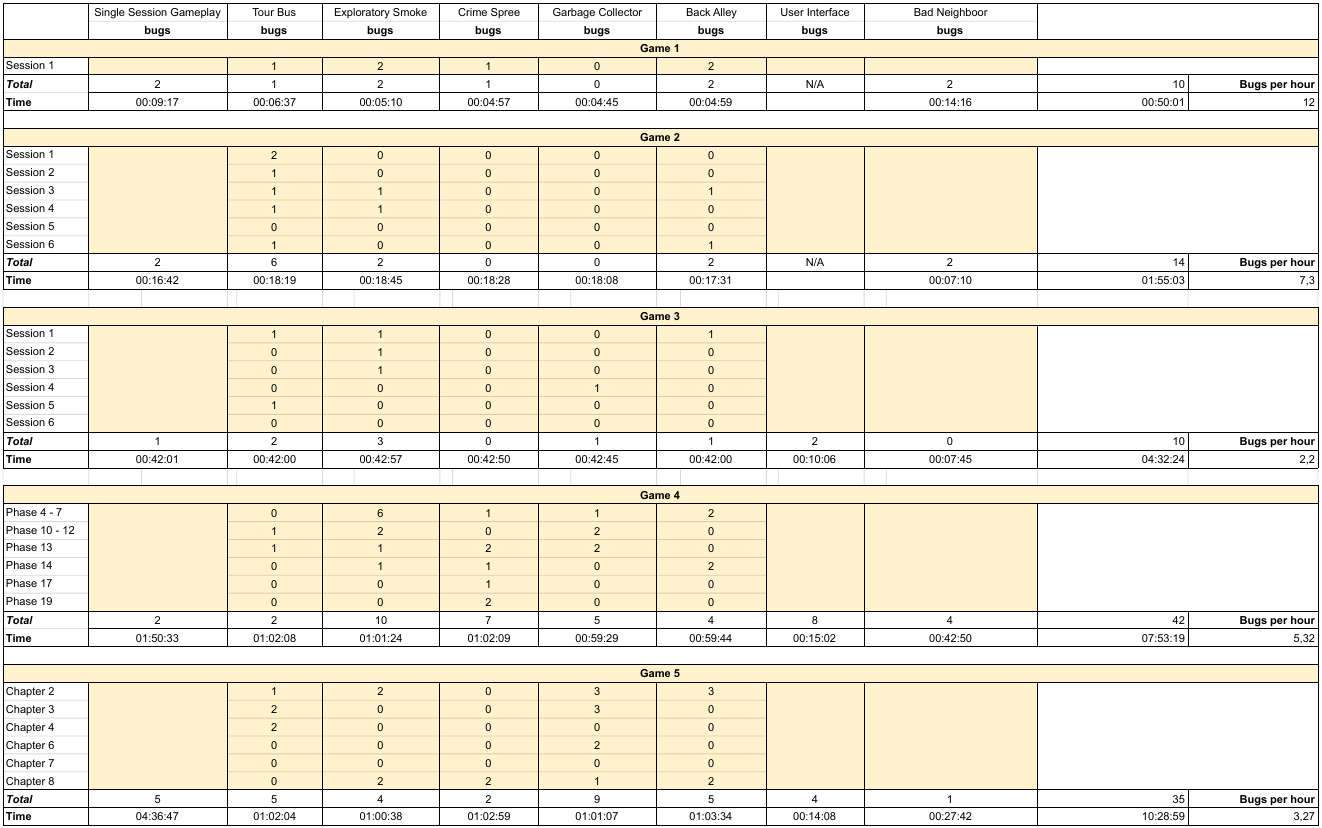 Single Session Gameplay Tour Bus Exploratory Smoke Crime Spree Garbage Collector Back Alley User Interface Bad Neighboor
bugs bugs bugs bugs bugs bugs bugs bugs
Game 1
Session 1 1 2 1 0 2
Total 2 1 2 1 0 2 N/A 2 10 Bugs per hour
Time 00:09:17 00:06:37 00:05:10 00:04:57 00:04:45 00:04:59 00:14:16 00:50:01 12
Game 2
Session 1 2 0 0 0 0
Session 2 1 0 0 0 0
Session 3 1 1 0 0 1
Session 4 1 1 0 0 0
Session 5 0 0 0 0 0
Session 6 1 0 0 0 1
Total 2 6 2 0 0 2 N/A 2 14 Bugs per hour
Time 00:16:42 00:18:19 00:18:45 00:18:28 00:18:08 00:17:31 00:07:10 01:55:03 7,3
Game 3
Session 1 1 1 0 0 1
Session 2 0 1 0 0 0
Session 3 0 1 0 0 0
Session 4 0 0 0 1 0
Session 5 1 0 0 0 0
Session 6 0 0 0 0 0
Total 1 2 3 0 1 1 2 0 10 Bugs per hour
Time 00:42:01 00:42:00 00:42:57 00:42:50 00:42:45 00:42:00 00:10:06 00:07:45 04:32:24 2,2
Game 4
Phase 4 - 7 0 6 1 1 2
Phase 10 - 12 1 2 0 2 0
Phase 13 1 1 2 2 0
Phase 14 0 1 1 0 2
Phase 17 0 0 1 0 0
Phase 19 0 0 2 0 0
Total 2 2 10 7 5 4 8 4 42 Bugs per hour
Time 01:50:33 01:02:08 01:01:24 01:02:09 00:59:29 00:59:44 00:15:02 00:42:50 07:53:19 5,32
Game 5
Chapter 2 1 2 0 3 3
Chapter 3 2 0 0 3 0
Chapter 4 2 0 0 0 0
Chapter 6 0 0 0 2 0
Chapter 7 0 0 0 0 0
Chapter 8 0 2 2 1 2
Total 5 5 4 2 9 5 4 1 35 Bugs per hour
Time 04:36:47 01:02:04 01:00:38 01:02:59 01:01:07 01:03:34 00:14:08 00:27:42 10:28:59 3,27